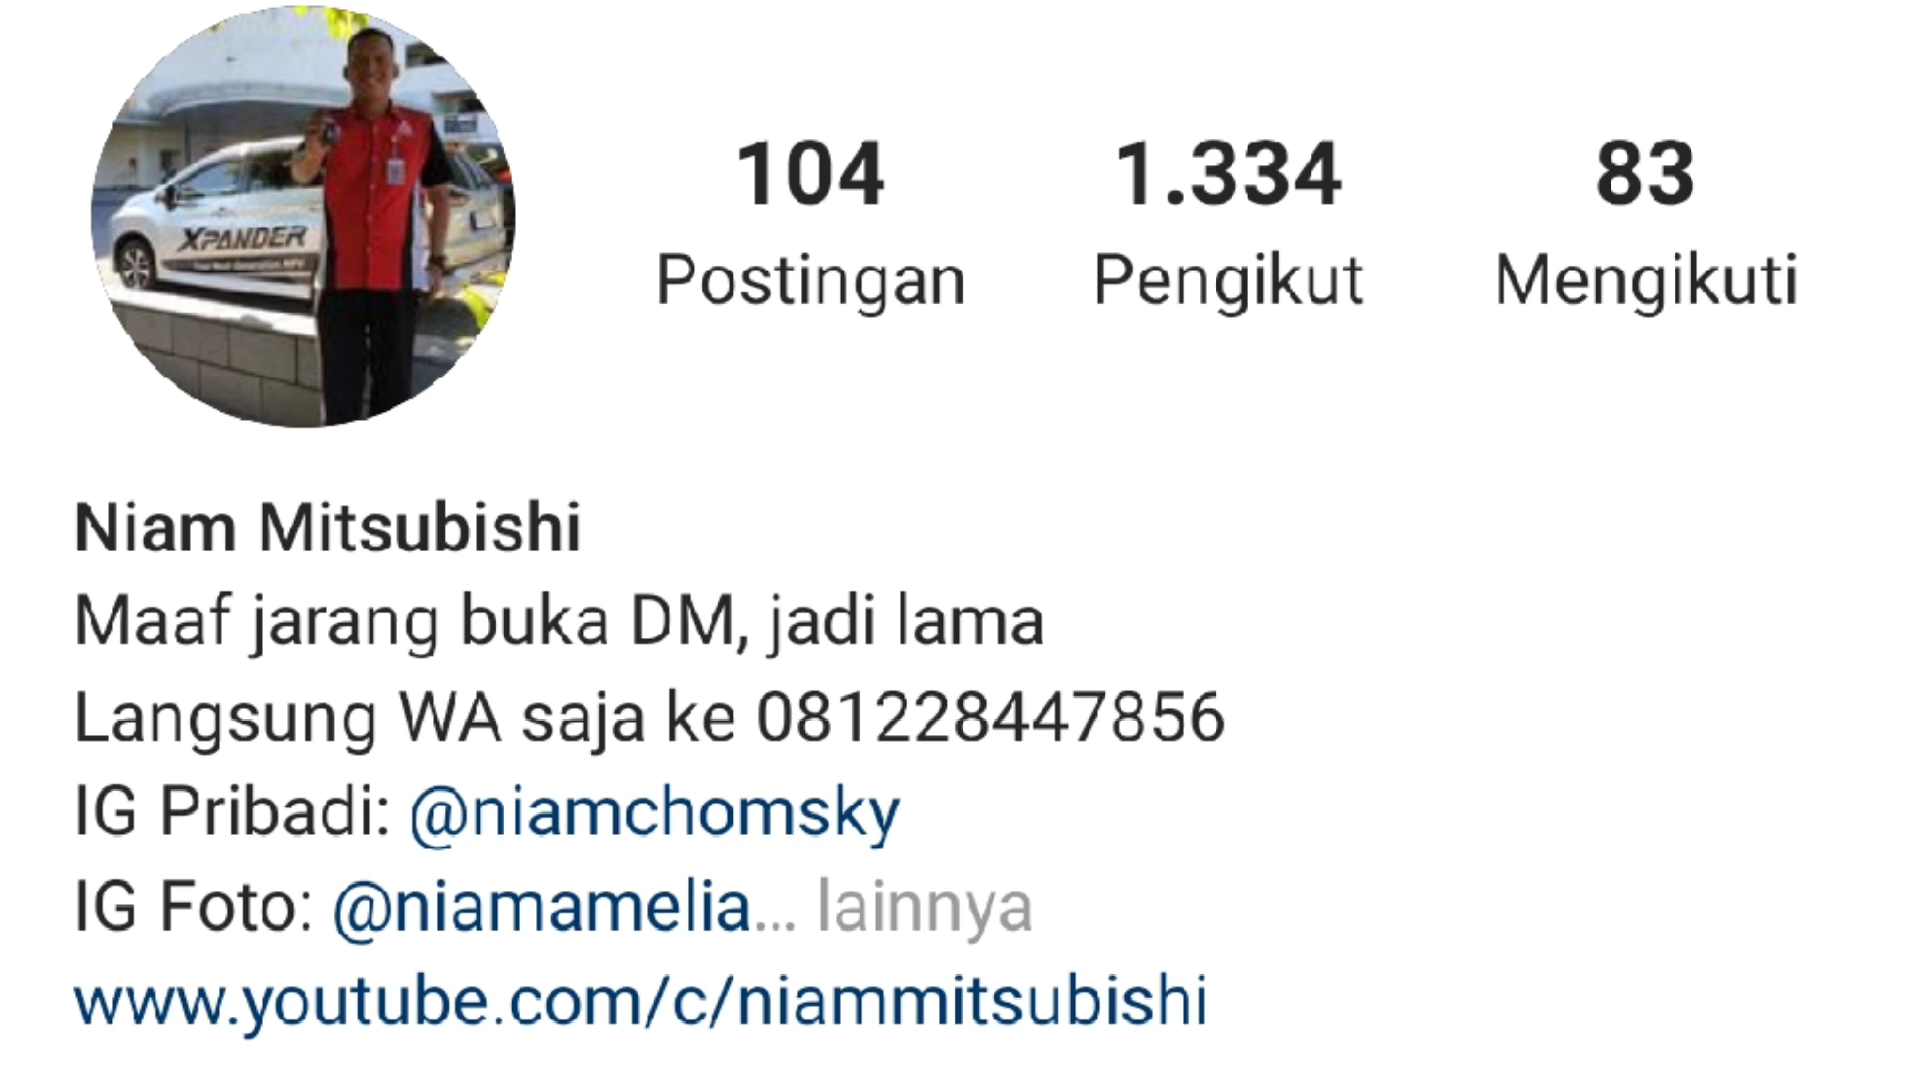 XPANDER
104 1.334 83
Postingan Pengikut Mengikuti
Niam Mitsubishi
Maaf jarang buka DM, jadi lama
Langsung WA saja ke 081228447856
IG Pribadi: @niamchomsky
IG Foto: @niamamelia... lainnya
www.youtube.com/c/niammitsubishi